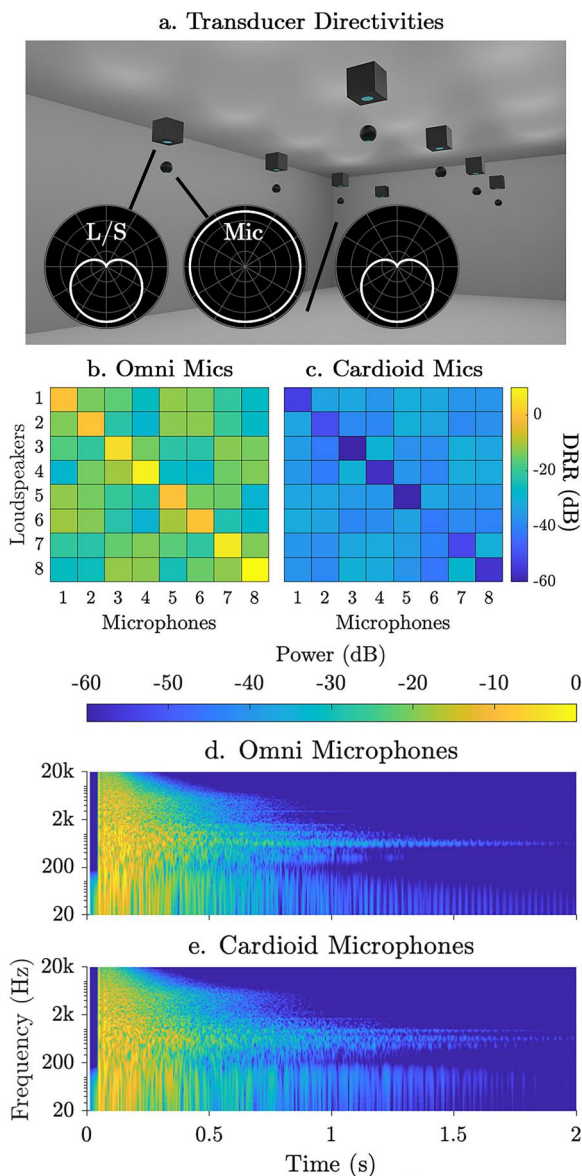 a. Transducer Directivities
L/S
Mic
b. Omni Mics
c. Cardioid Mics
Loudspeakers
1
2
3
4
5
6
7
8
1 2 3 4 5 6 7 8
Microphones
1 2 3 4 5 6 7 8
Microphones
0
-20
-40
-60
DRR (dB)
Power (dB)
-60 -50 -40 -30 -20 -10 0
d. Omni Microphones
20k
2k
200
20
e. Cardioid Microphones
Frequency (Hz)
20k
2k
200
20
0 0.5 1 1.5 2
Time (s)